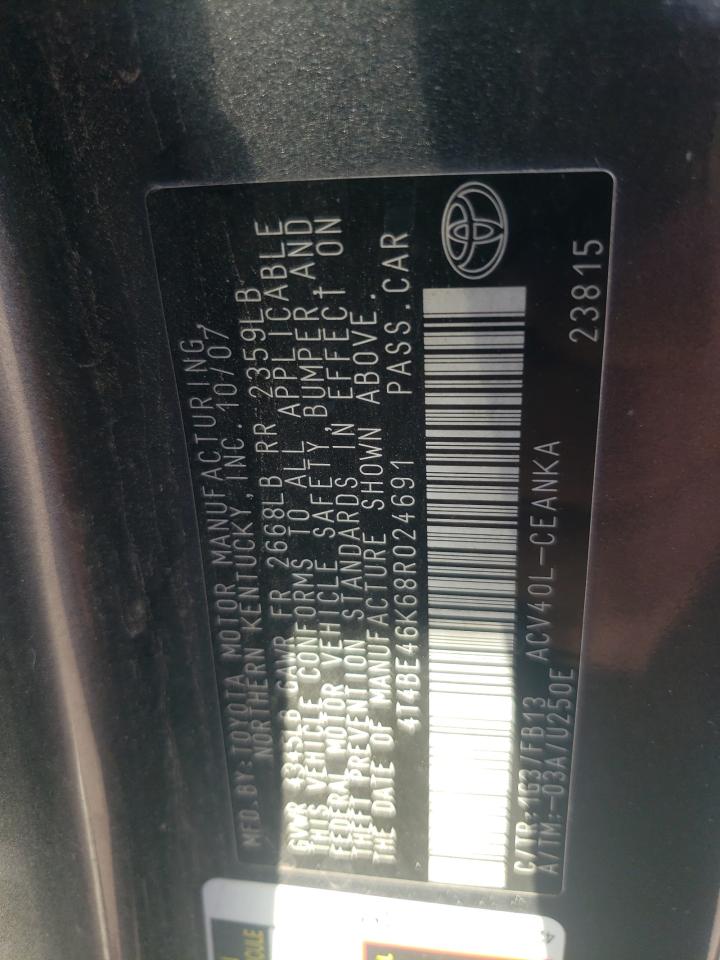 MFD.BY:TOYOTA MOTOR MANUFACTURING,
NORTHERN KENTUCKY, INC.10/07
GVWR 4345LB GAWR FR 2668LB RR 2359LB
THIS VEHICLE CONFORMS TO ALL APPLICABLE
FEDERAL MOTOR VEHICLE SAFETY, BUMPER AND
THEFT PREVENTION STANDARDS IN EFFECT ON
THE DATE OF MANUFACTURE SHOWN ABOVE.
4T4BE46K68R024691 PASS.CAR
C/TR:1G3/FB13 ACV40L-CEANKA
A/TM:-03A/U250E 23815